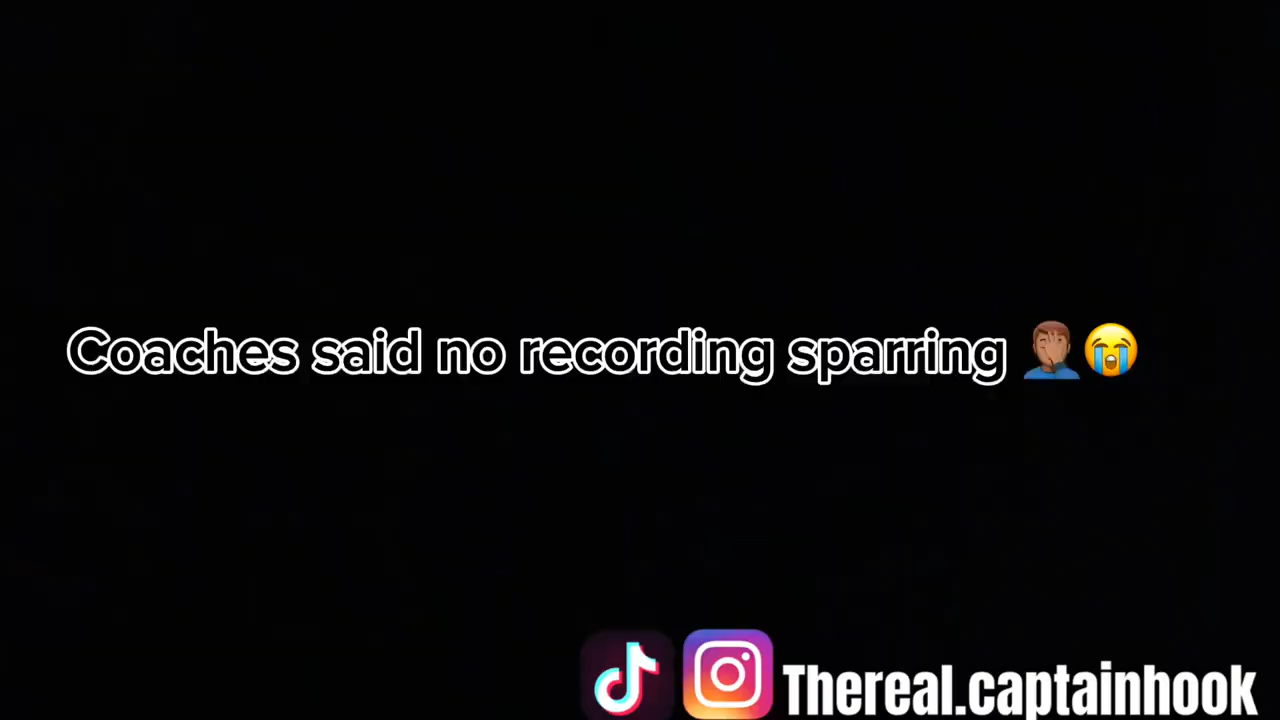 Coaches said no recording sparring 🤦🏽‍♂️😭
Thereal.captainhook